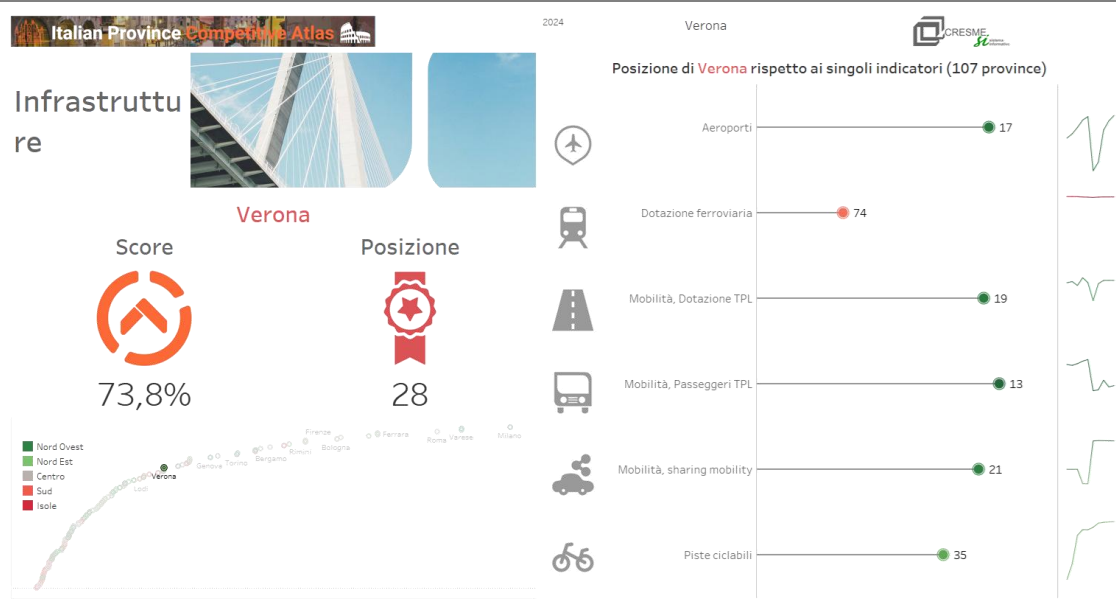 Italian Province Competitive Atlas
Infrastruttu
re
Verona
Score
Posizione
73,8%
28
Nord Ovest
Nord Est
Centro
Sud
Isole
Verona
Lodi
Genova
Torino
Bergamo
Rimini
Firenze
Bologna
Ferrara
Roma
Varese
Milano
2024
Verona
CRESME
Si
Posizione di Verona rispetto ai singoli indicatori (107 province)
Aeroporti
17
Dotazione ferroviaria
74
Mobilità, Dotazione TPL
19
Mobilità, Passeggeri TPL
13
Mobilità, sharing mobility
21
Piste ciclabili
35